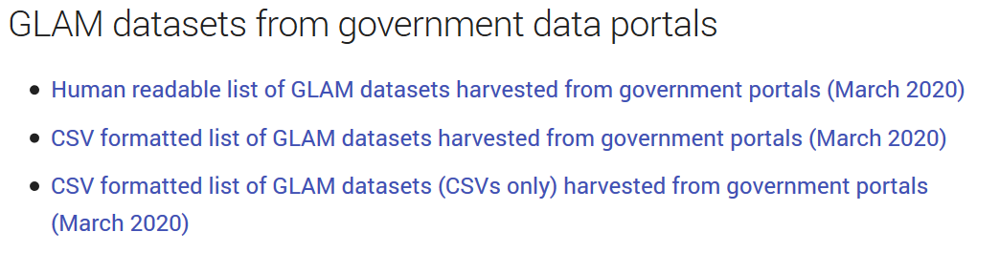 GLAM datasets from government data portals
Human readable list of GLAM datasets harvested from government portals (March 2020)
CSV formatted list of GLAM datasets harvested from government portals (March 2020)
CSV formatted list of GLAM datasets (CSVs only) harvested from government portals
(March 2020)